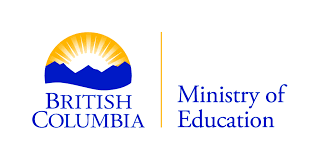 BRITISH
COLUMBIA
Ministry of
Education